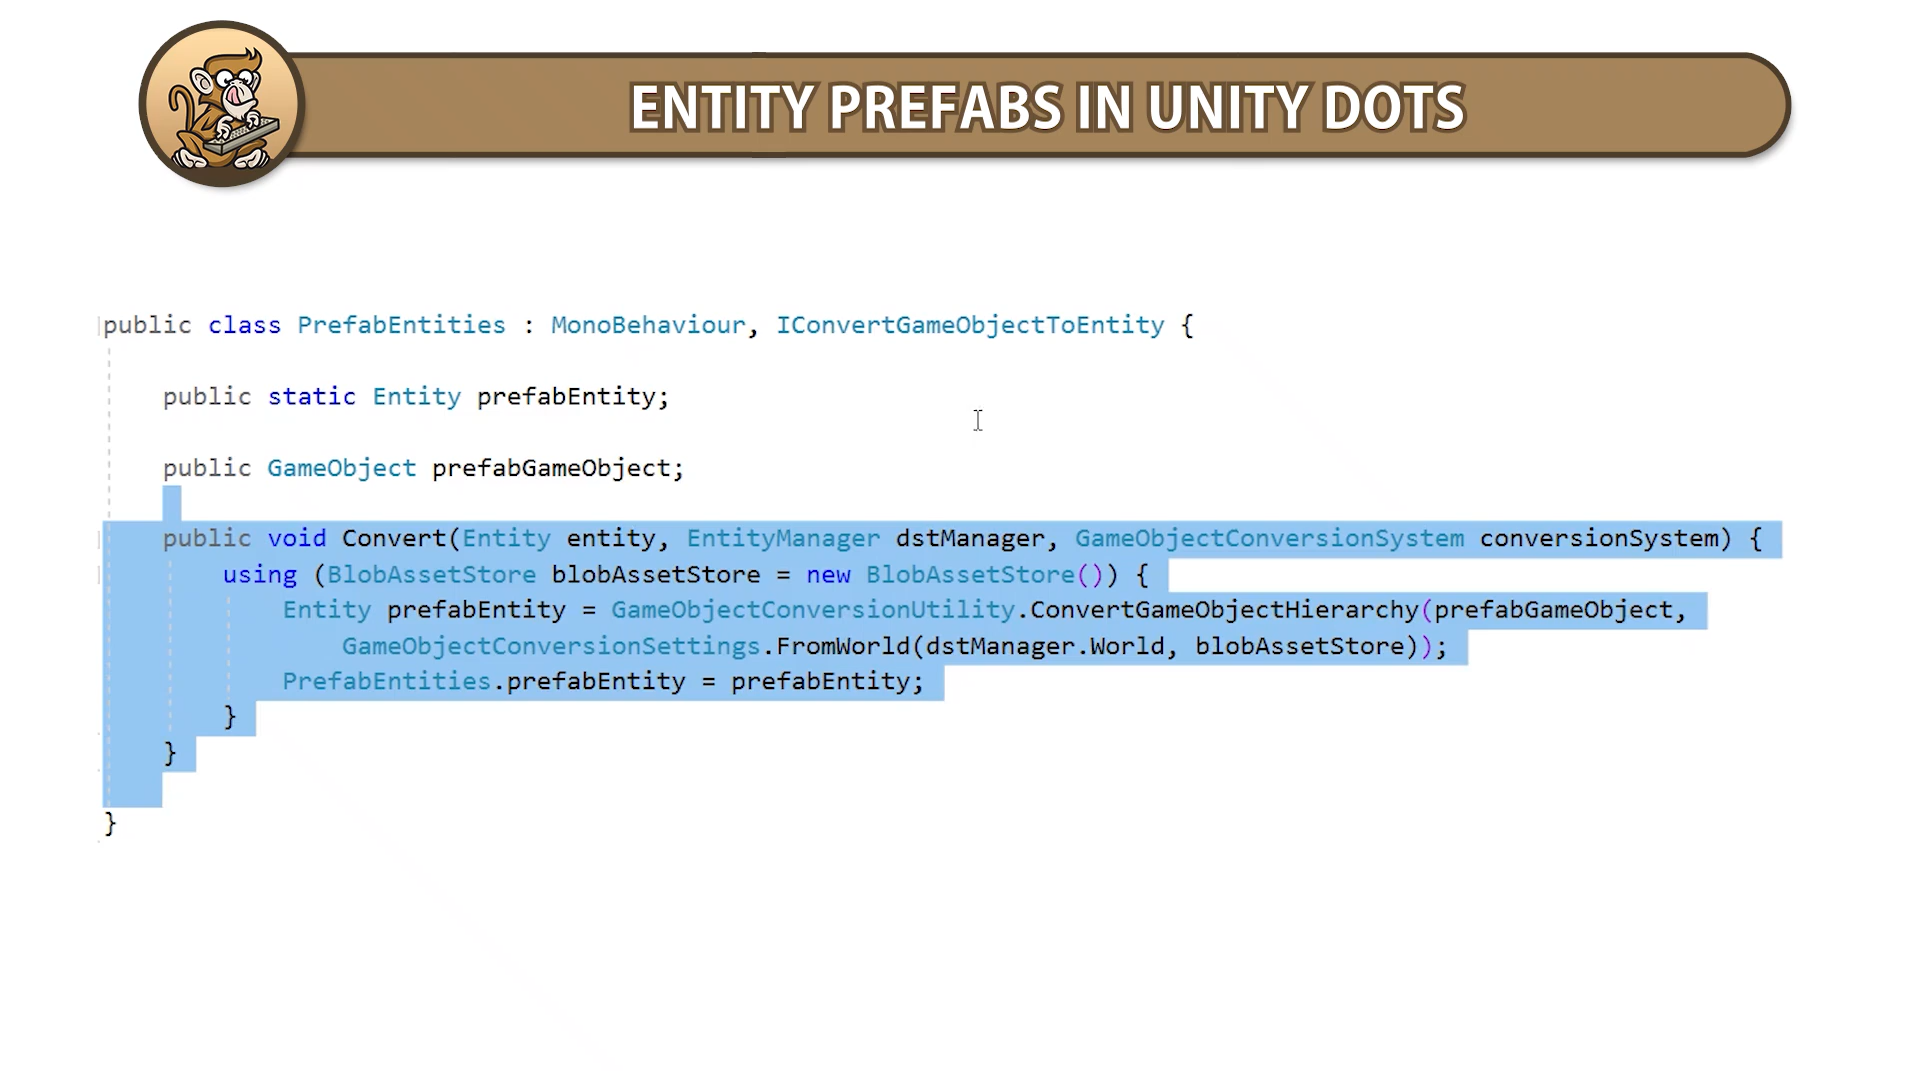 ENTITY PREFABS IN UNITY DOTS
public class PrefabEntities : MonoBehaviour, IConvertGameObjectToEntity {
public static Entity prefabEntity;
public GameObject prefabGameObject;
public void Convert(Entity entity, EntityManager dstManager, GameObjectConversionSystem conversionSystem) {
using (BlobAssetStore blobAssetStore = new BlobAssetStore()) {
Entity prefabEntity = GameObjectConversionUtility.ConvertGameObjectHierarchy(prefabGameObject,
GameObjectConversionSettings.FromWorld(dstManager.World, blobAssetStore));
PrefabEntities.prefabEntity = prefabEntity;
}
}
}